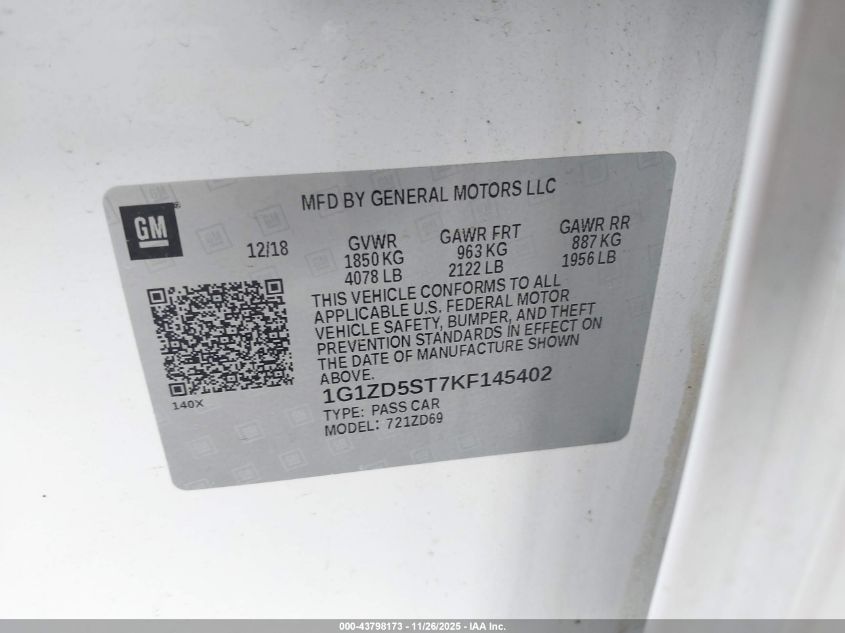 MFD BY GENERAL MOTORS LLC
GM
®
12/18
GVWR
1850 KG
4078 LB
GAWR FRT
963 KG
2122 LB
GAWR RR
887 KG
1956 LB
THIS VEHICLE CONFORMS TO ALL
APPLICABLE U.S. FEDERAL MOTOR
VEHICLE SAFETY, BUMPER, AND THEFT
PREVENTION STANDARDS IN EFFECT ON
THE DATE OF MANUFACTURE SHOWN
ABOVE.
140X
1G1ZD5ST7KF145402
TYPE: PASS CAR
MODEL: 721ZD69
000-43798173 - 11/26/2025 - IAA Inc.